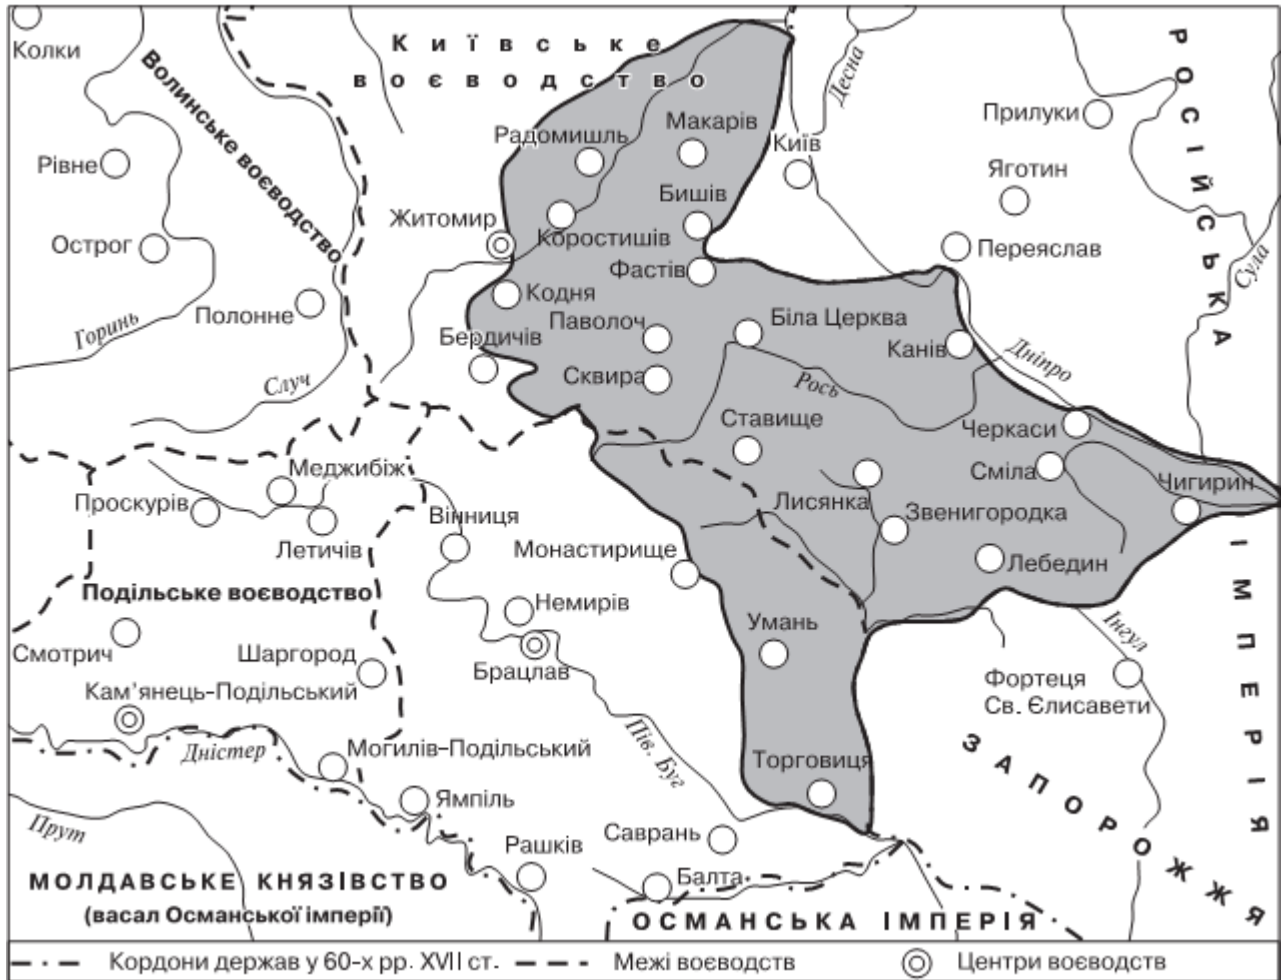 Колки
Київське
воєводство
Волинське воєводство
Десна
РОСІЙСЬКА
Прилуки
Рівне
Радомишль
Макарів
Київ
Яготин
Житомир
Бишів
Острог
Коростишів
Переяслав
Сула
Фастів
Полонне
Кодня
Горинь
Паволоч
Біла Церква
Бердичів
Канів
Дніпро
Случ
Сквира
Рось
Ставище
Черкаси
Меджибіж
Сміла
Чигирин
Проскурів
Лисянка
Звенигородка
Вінниця
Летичів
Монастирище
Лебедин
ІМПЕРІЯ
Подільське воєводство
Немирів
Умань
Інгул
Смотрич
Шаргород
Брацлав
Фортеця
Св. Єлисавети
Кам’янець-Подільський
Дністер
Могилів-Подільський
Пів. Буг
Торговиця
ЗАПОРОЖЖЯ
Ямпіль
Прут
Саврань
Рашків
Балта
МОЛДАВСЬКЕ КНЯЗІВСТВО
(васал Османської імперії)
ОСМАНСЬКА ІМПЕРІЯ
Кордони держав у 60-х рр. XVII ст.
Межі воєводств
Центри воєводств